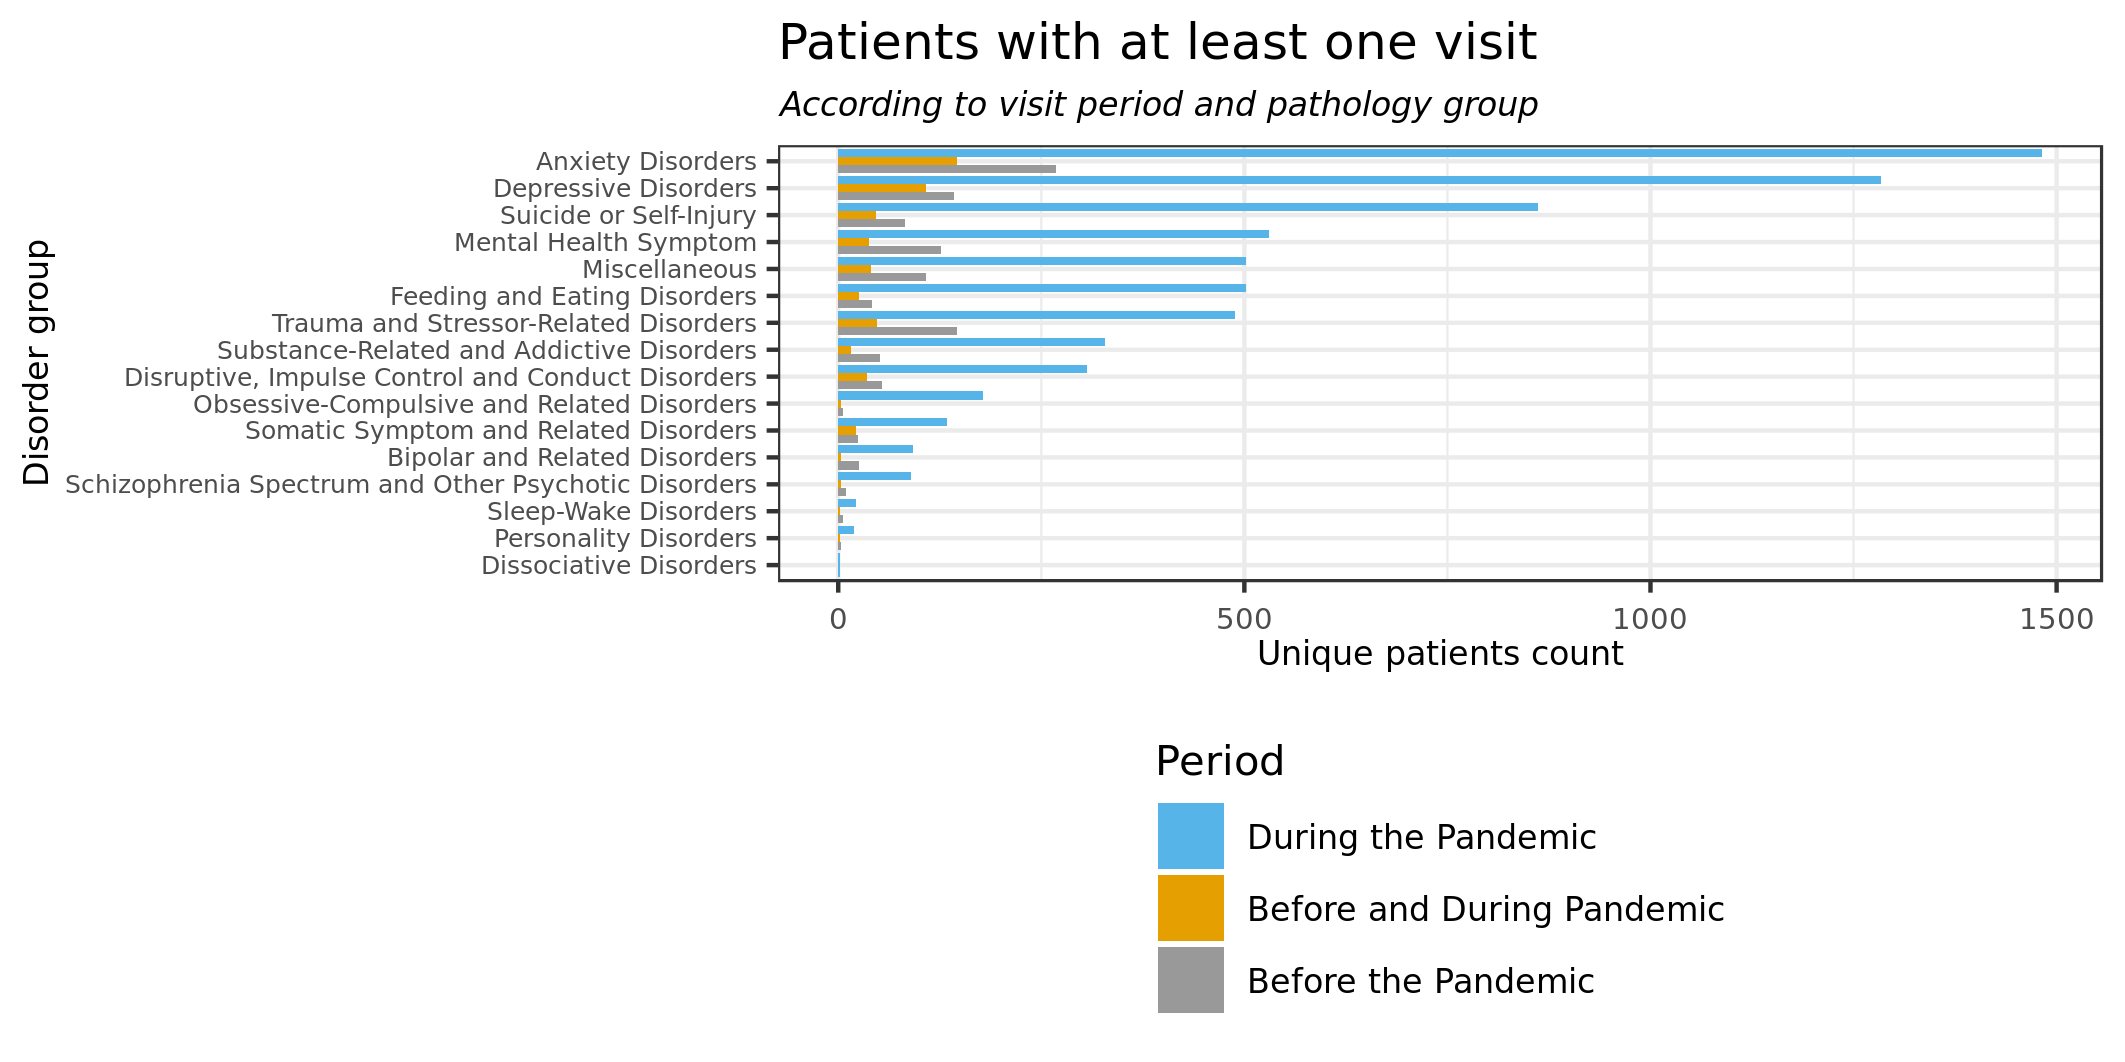 Patients with at least one visit
According to visit period and pathology group
Disorder group
Anxiety Disorders
Depressive Disorders
Suicide or Self-Injury
Mental Health Symptom
Miscellaneous
Feeding and Eating Disorders
Trauma and Stressor-Related Disorders
Substance-Related and Addictive Disorders
Disruptive, Impulse Control and Conduct Disorders
Obsessive-Compulsive and Related Disorders
Somatic Symptom and Related Disorders
Bipolar and Related Disorders
Schizophrenia Spectrum and Other Psychotic Disorders
Sleep-Wake Disorders
Personality Disorders
Dissociative Disorders
0 500 1000 1500
Unique patients count
Period
During the Pandemic
Before and During Pandemic
Before the Pandemic